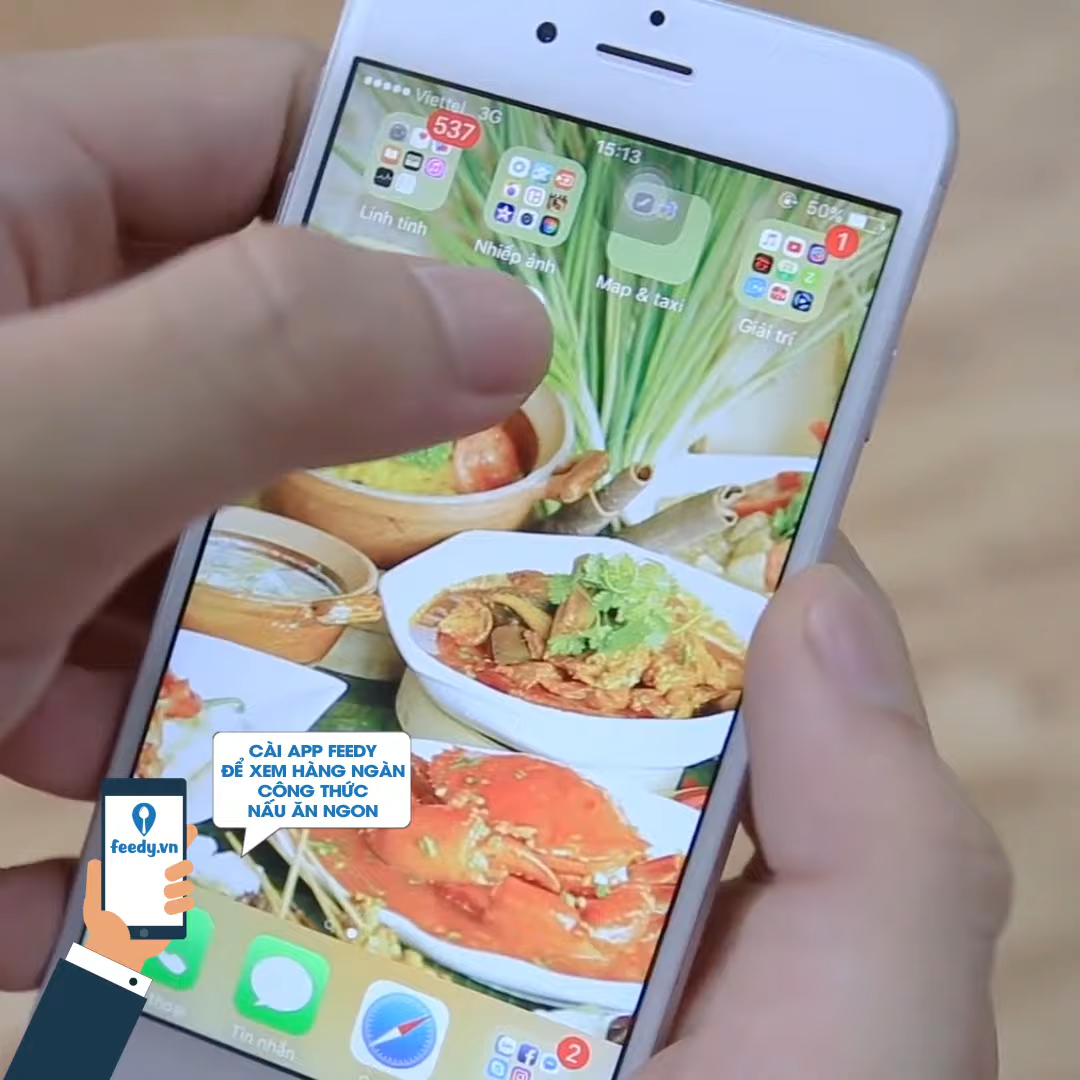 Viettel 3G
15:13
50%
537
1
Linh tinh
Nhiếp ảnh
Map & taxi
Giải trí
CÀI APP FEEDY
ĐỂ XEM HÀNG NGÀN
CÔNG THỨC
NẤU ĂN NGON
feedy.vn
Tin nhắn
2